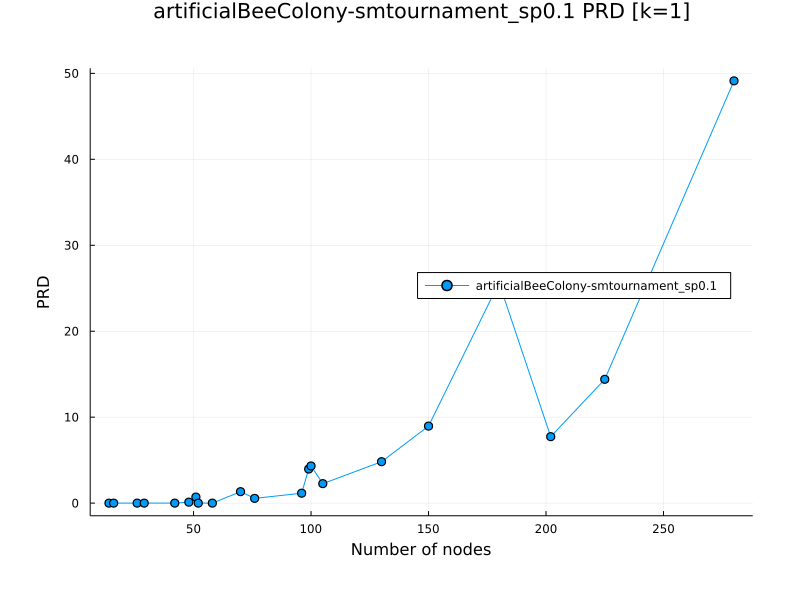 artificialBeeColony-smtournament_sp0.1 PRD [k=1]
50
40
30
20
10
0
PRD
artificialBeeColony-smtournament_sp0.1
50 100 150 200 250
Number of nodes